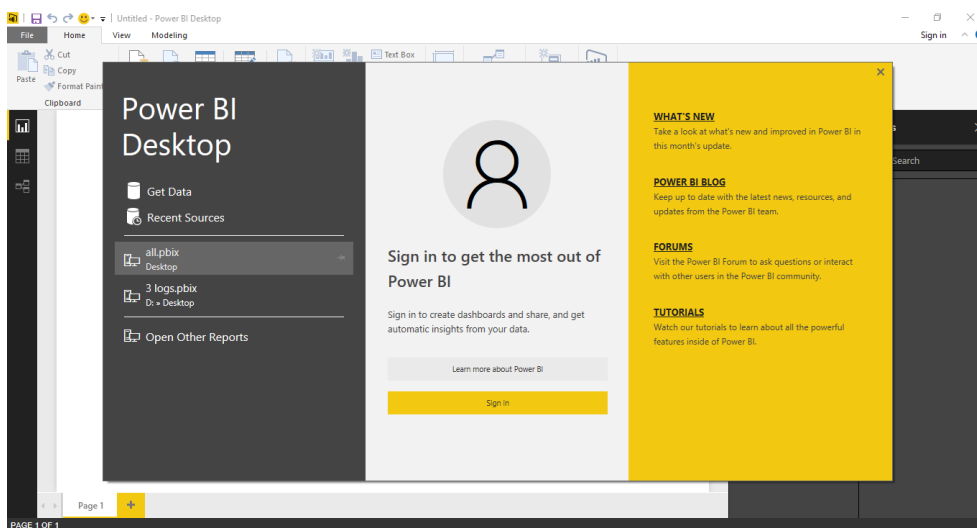 Untitled - Power BI Desktop
File Home View Modeling Sign in
Cut
Copy
Paste
Format Paint
Clipboard
Text Box
Power BI
Desktop
Get Data
Recent Sources
all.pbix
Desktop
3 logs.pbix
D: » Desktop
Open Other Reports
Sign in to get the most out of
Power BI
Sign in to create dashboards and share, and get
automatic insights from your data.
Learn more about Power BI
Sign In
WHAT'S NEW
Take a look at what's new and improved in Power BI in
this month's update.
POWER BI BLOG
Keep up to date with the latest news, resources, and
updates from the Power BI team.
FORUMS
Visit the Power BI Forum to ask questions or interact
with other users in the Power BI community.
TUTORIALS
Watch our tutorials to learn about all the powerful
features inside of Power BI.
s
Search
Page 1
PAGE 1 OF 1